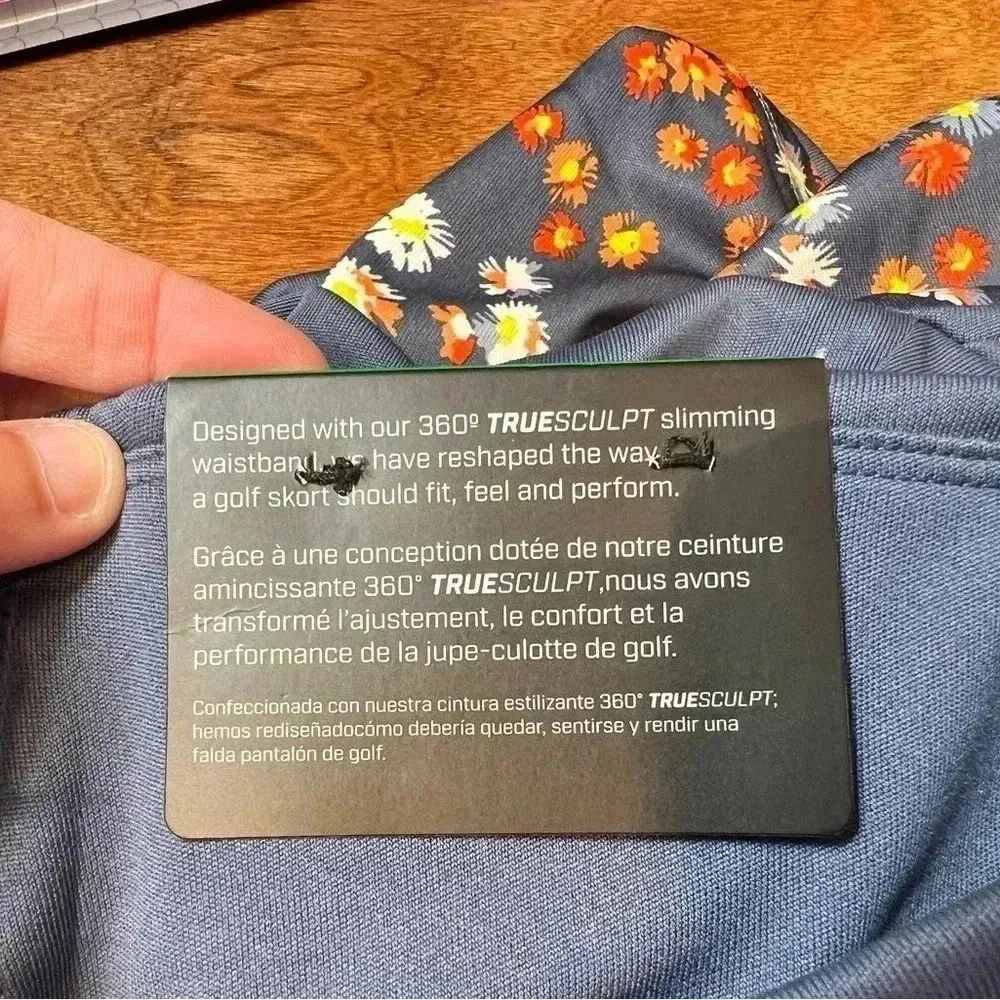 Designed with our 360º TRUESCULPT slimming
waistband, we have reshaped the way
a golf skort should fit, feel and perform.
Grâce à une conception dotée de notre ceinture
amincissante 360° TRUESCULPT,nous avons
transformé l'ajustement, le confort et la
performance de la jupe-culotte de golf.
Confeccionada con nuestra cintura estilizante 360° TRUESCULPT;
hemos rediseñadocómo debería quedar, sentirse y rendir una
falda pantalón de golf.